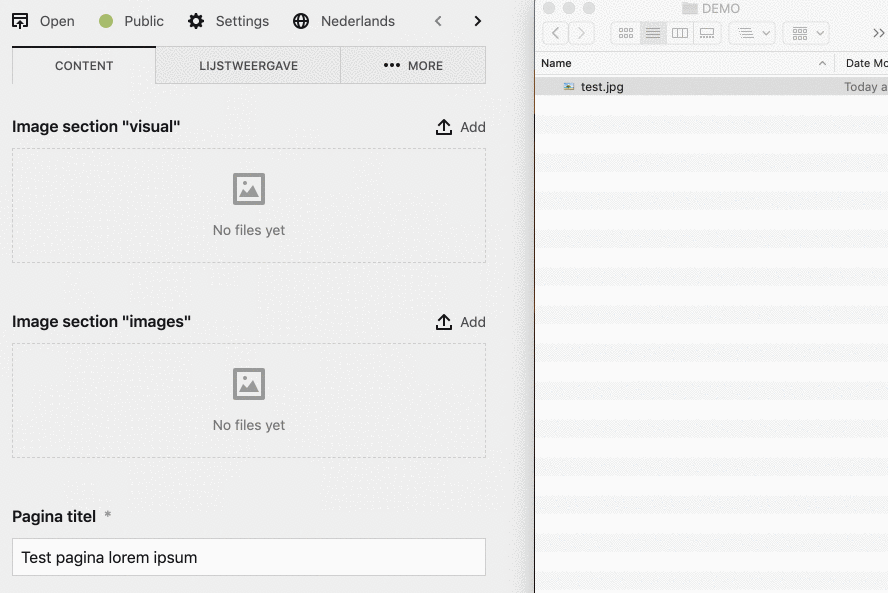 Open Public Settings Nederlands
CONTENT LIJSTWEERGAVE ••• MORE
Image section "visual" Add
No files yet
Image section "images" Add
No files yet
Pagina titel *
Test pagina lorem ipsum
DEMO
Name Date Mo
test.jpg Today a